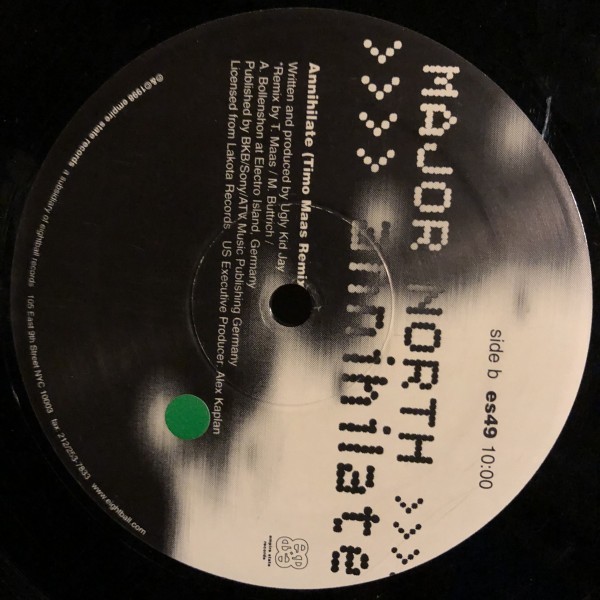 MAJOR NORTH >>>
>>>> annihilate
side b es49 10:00
Annihilate (Timo Maas Remix
Written and produced by Ugly Kid Jay
*Remix by T. Maas / M. Buttrich /
A. Bollenshon at Electro Island, Germany
Published by BKB/Sony/ATV, Music Publishing Germany
Licensed from Lakota Records US Executive Producer: Alex Kaplan
empire state
records
℗&©1998 empire state records a subsidiary of eightball records 105 East 9th Street NYC 10003 fax: 212/253-7833 www.eightball.com